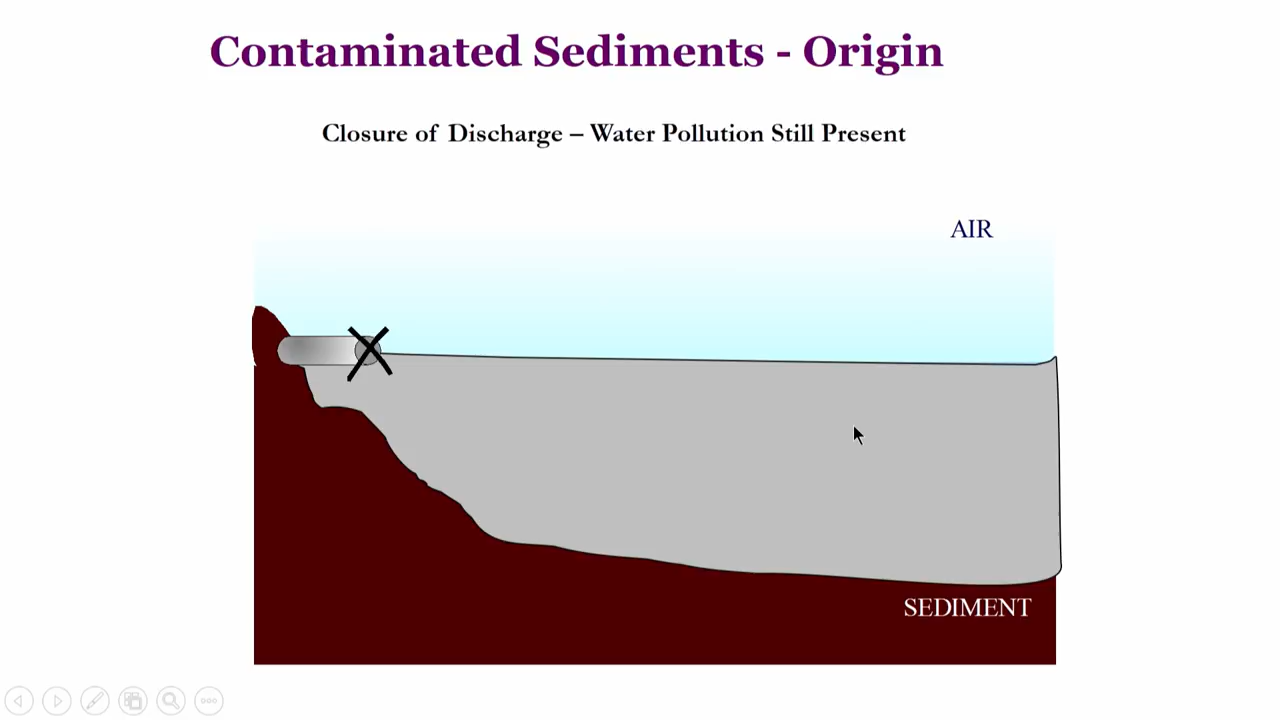 Contaminated Sediments - Origin
Closure of Discharge – Water Pollution Still Present
AIR
SEDIMENT